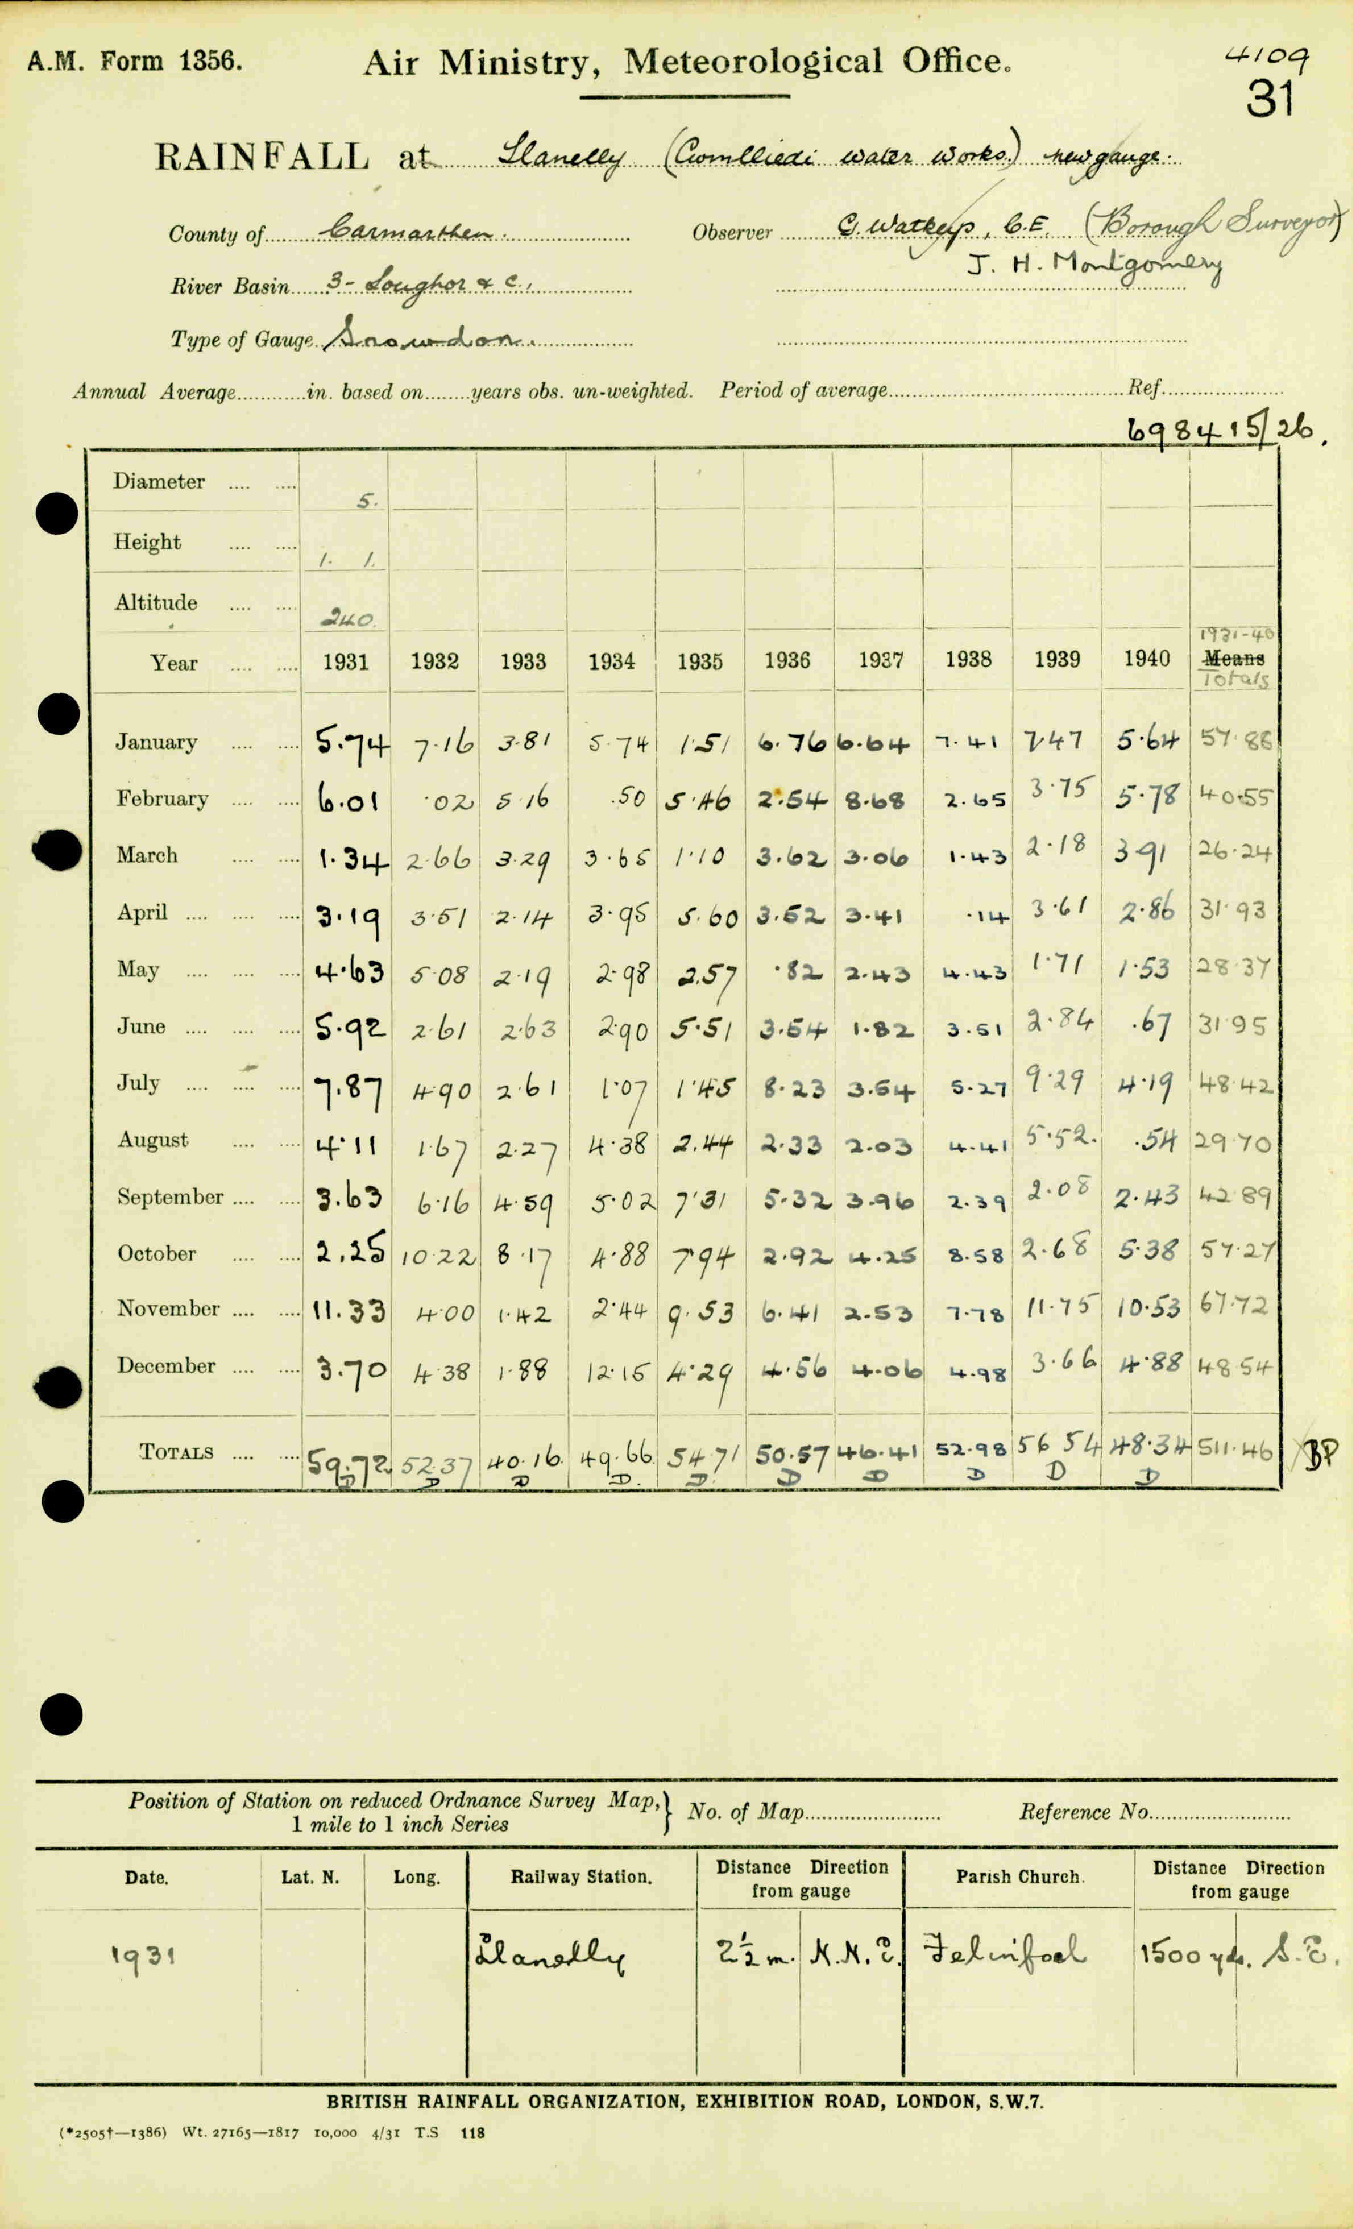 A.M. Form 1356.
Air Ministry, Meteorological Office.
4109
31
RAINFALL at Llanelly (Cwmlliedi Water Works) new gauge.
County of Carmarthen. Observer G. Watkeys, C.E. (Borough Surveyor)
J. H. Montgomery
River Basin 3- Loughor & c.
Type of Gauge Snowdon.
Annual Average in. based on years obs. un-weighted. Period of average Ref.
698415/26.
Diameter 5.
Height 1. 1.
Altitude 240
1931-40
Year 1931 1932 1933 1934 1935 1936 1937 1938 1939 1940 Means
Totals
January 5.74 7.16 3.81 5.74 1.51 6.76 6.64 7.41 7.47 5.64 57.88
February 6.01 .02 5.16 .50 5.46 2.54 8.68 2.65 3.75 5.78 40.55
March 1.34 2.66 3.29 3.65 1.10 3.62 3.06 1.43 2.18 3.91 26.24
April 3.19 3.51 2.14 3.95 5.60 3.52 3.41 .14 3.61 2.86 31.93
May 4.63 5.08 2.19 2.98 2.57 .82 2.43 4.43 1.71 1.53 28.37
June 5.92 2.61 2.63 2.90 5.51 3.54 1.82 3.51 2.84 .67 31.95
July 7.87 4.90 2.61 1.07 1.45 8.23 3.54 5.27 9.29 4.19 48.42
August 4.11 1.67 2.27 4.38 2.44 2.33 2.03 4.41 5.52. .54 29.70
September 3.63 6.16 4.59 5.02 7.31 5.32 3.96 2.39 2.08 2.43 42.89
October 2.25 10.22 8.17 4.88 7.94 2.92 4.25 8.58 2.68 5.38 57.27
November 11.33 4.00 1.42 2.44 9.53 6.41 2.53 7.78 11.75 10.53 67.72
December 3.70 4.38 1.88 12.15 4.29 4.56 4.06 4.98 3.66 4.88 48.54
TOTALS 59.72 52.37 40.16 49.66 54.71 50.57 46.41 52.98 56.54 48.34 511.46 BP
D D D D. D. D D D D D
Position of Station on reduced Ordnance Survey Map,
1 mile to 1 inch Series
No. of Map Reference No.
Date. Lat. N. Long. Railway Station. Distance Direction from gauge Parish Church. Distance Direction from gauge
1931 Llanelly 2½ m. N.N.E. Felinfoel 1500 yds. S.E.
BRITISH RAINFALL ORGANIZATION, EXHIBITION ROAD, LONDON, S.W.7.
(*2505†—1386) Wt. 27165—1817 10,000 4/31 T.S 118